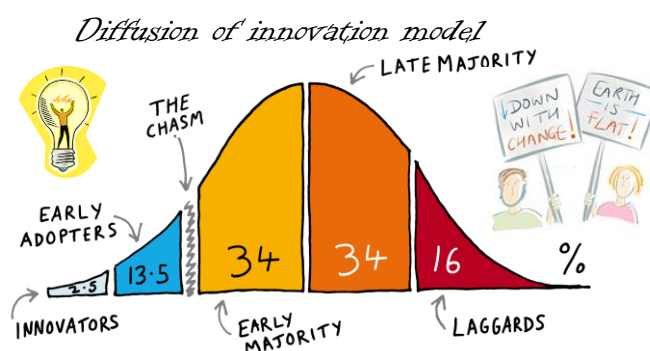 Diffusion of innovation model
LATE MAJORITY
THE
CHASM
DOWN
WITH
CHANGE!
EARTH
IS
FLAT!
EARLY
ADOPTERS
2.5
13.5
34
34
16
%
INNOVATORS
EARLY
MAJORITY
LAGGARDS